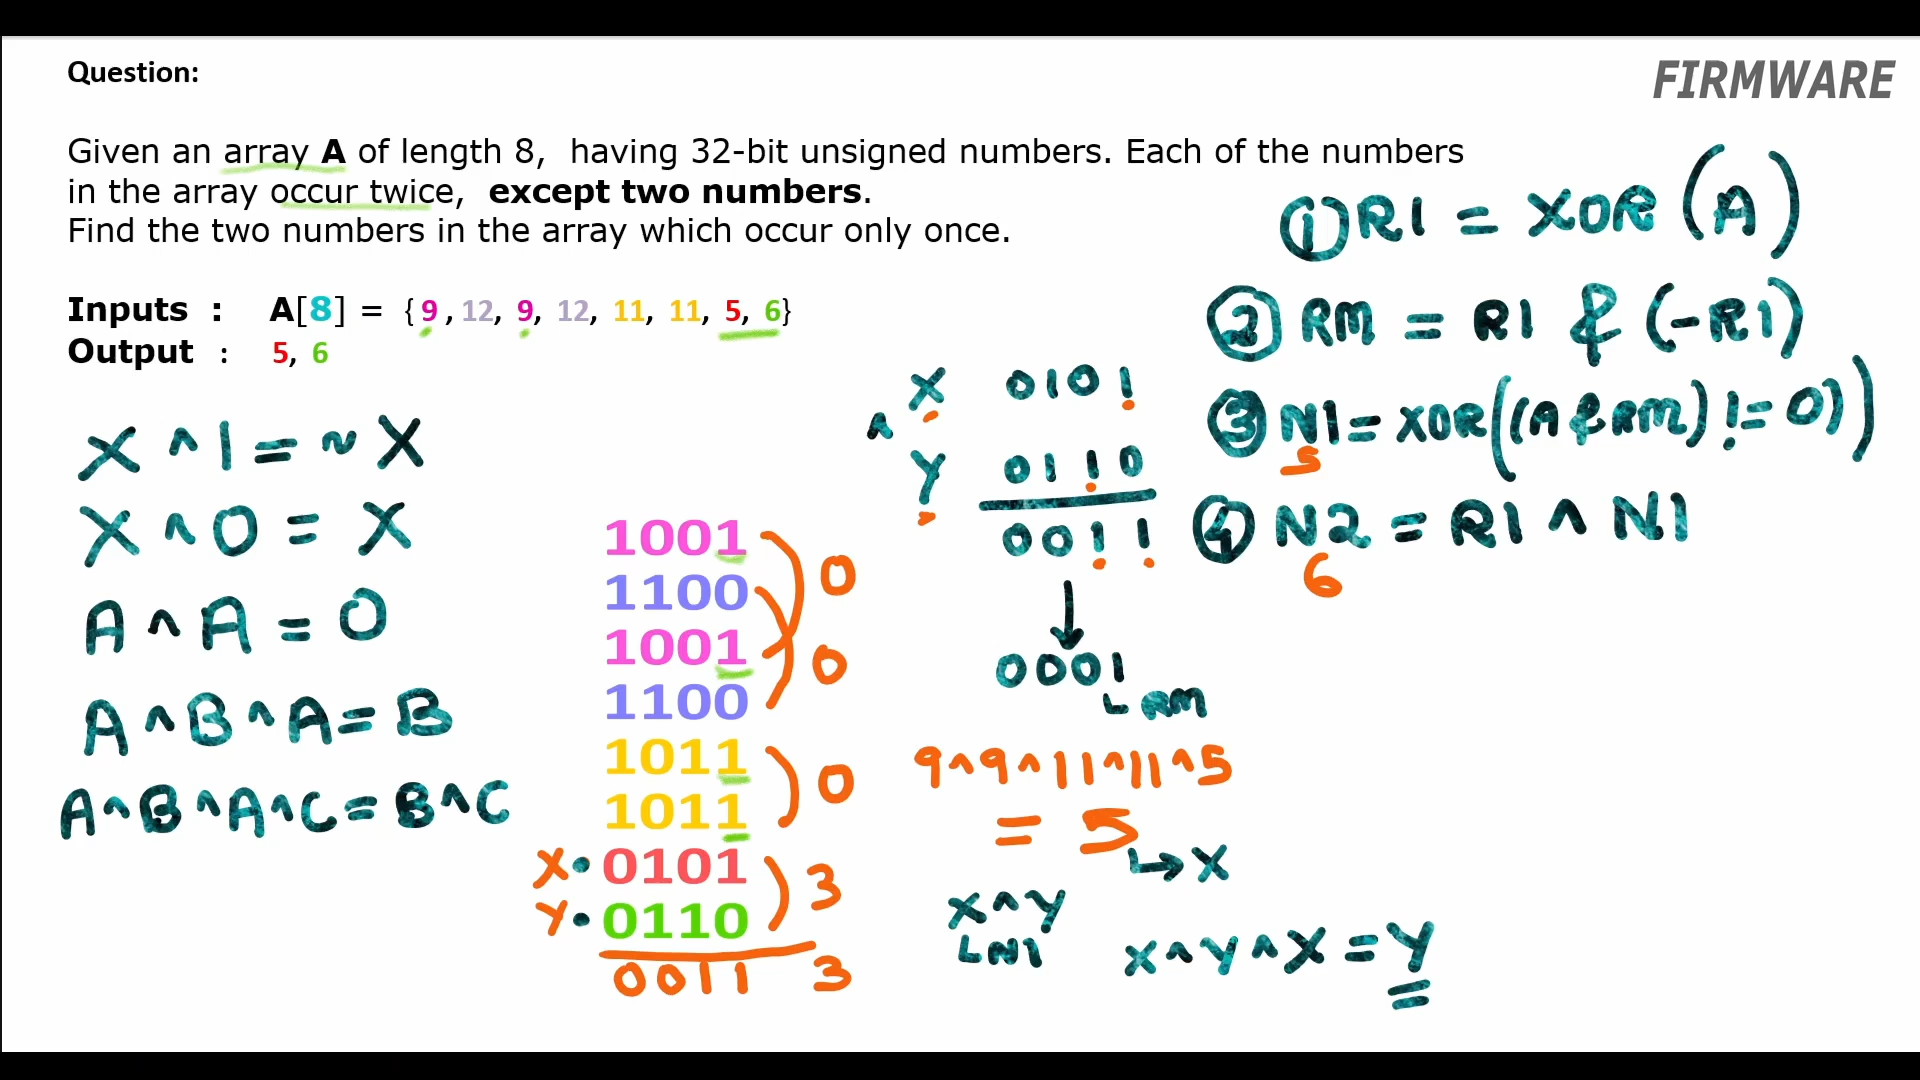 Question:
FIRMWARE
Given an array A of length 8, having 32-bit unsigned numbers. Each of the numbers
in the array occur twice, except two numbers.
Find the two numbers in the array which occur only once.
Inputs : A[8] = {9, 12, 9, 12, 11, 11, 5, 6}
Output : 5, 6
① R1 = XOR (A)
② RM = R1 & (-R1)
③ N1 = XOR((A & RM) != 0))
5
④ N2 = R1 ^ N1
6
X ^ 1 = ~X
X ^ 0 = X
A ^ A = 0
A ^ B ^ A = B
A ^ B ^ A ^ C = B ^ C
1001
1100
1001
1100
1011
1011
X 0101
Y 0110
0011 3
0
0
0
3
X 0101
^
Y 0110
0011
↓
0001
RM
9^9^11^11^5
= 5
↳ X
X^Y
N1
X^Y^X = Y